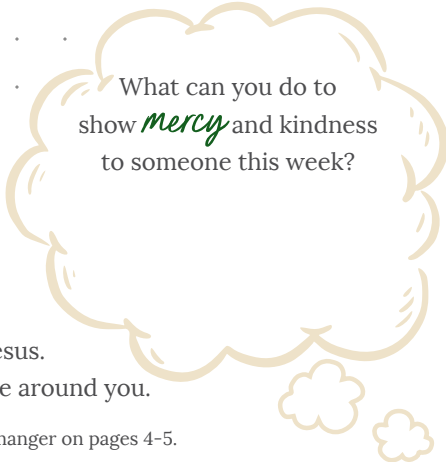 What can you do to
show mercy and kindness
to someone this week?
esus.
e around you.
nanger on pages 4-5.